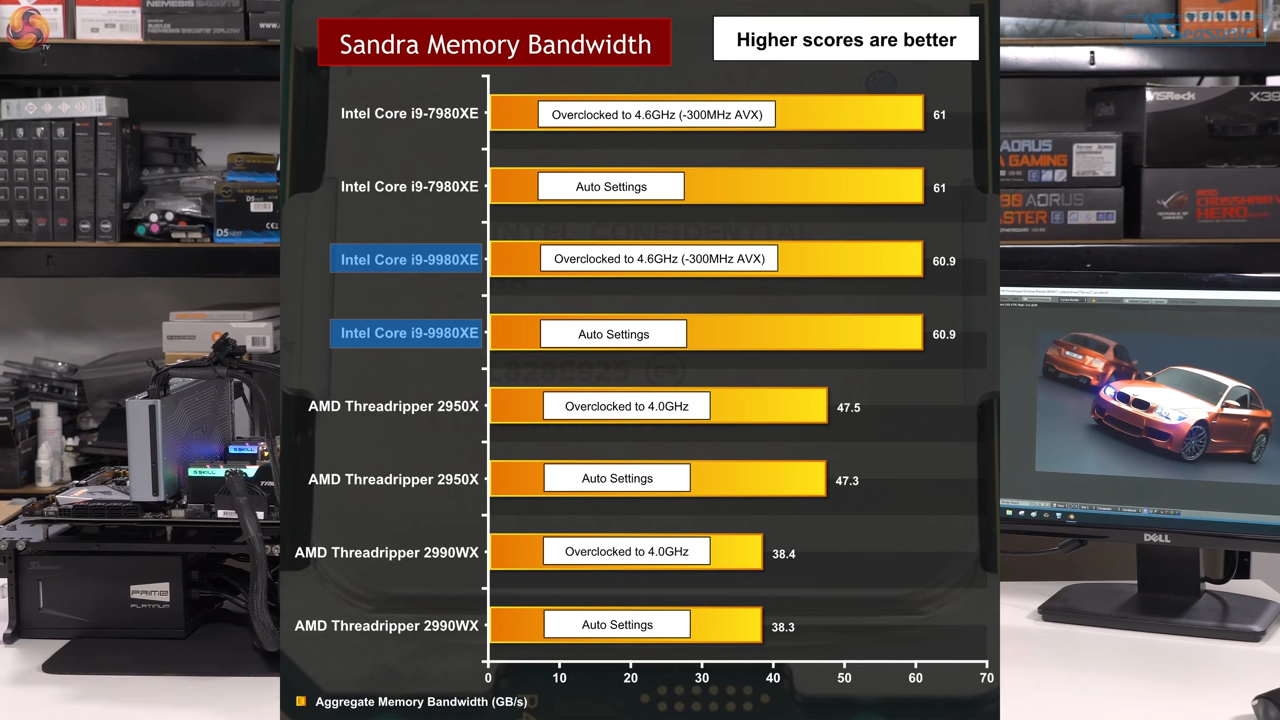 Sandra Memory Bandwidth
Higher scores are better
Intel Core i9-7980XE
Overclocked to 4.6GHz (-300MHz AVX)
61
Intel Core i9-7980XE
Auto Settings
61
Intel Core i9-9980XE
Overclocked to 4.6GHz (-300MHz AVX)
60.9
Intel Core i9-9980XE
Auto Settings
60.9
AMD Threadripper 2950X
Overclocked to 4.0GHz
47.5
AMD Threadripper 2950X
Auto Settings
47.3
AMD Threadripper 2990WX
Overclocked to 4.0GHz
38.4
AMD Threadripper 2990WX
Auto Settings
38.3
0 10 20 30 40 50 60 70
Aggregate Memory Bandwidth (GB/s)
TV
Seasonic
X39
AORUS
GAMING
AORUS
HERO
D5
G.SKILL
G.SKILL
PRIME
PLATINUM
DELL